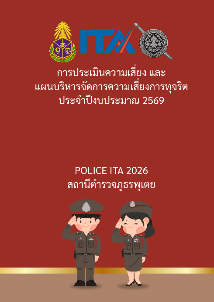 ITA
การประเมินความเสี่ยง และ
แผนบริหารจัดการความเสี่ยงการทุจริต
ประจำปีงบประมาณ 2569
POLICE ITA 2026
สถานีตำรวจภูธรพุเตย